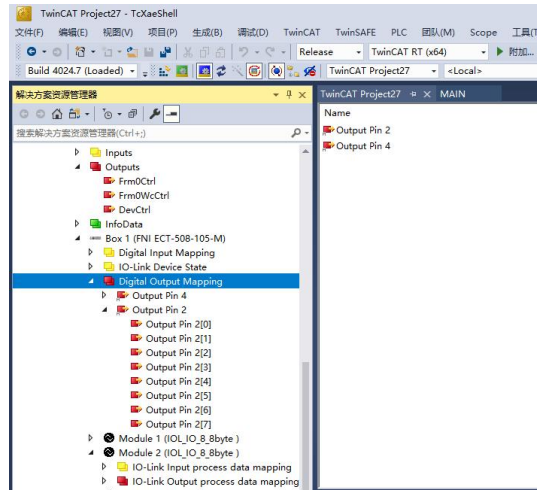 TwinCAT Project27 - TcXaeShell
文件(F) 编辑(E) 视图(V) 项目(P) 生成(B) 调试(D) TwinCAT TwinSAFE PLC 团队(M) Scope 工具(T
Release TwinCAT RT (x64) 附加...
Build 4024.7 (Loaded) TwinCAT Project27 <Local>
解决方案资源管理器
TwinCAT Project27 MAIN
搜索解决方案资源管理器(Ctrl+;)
Name
Output Pin 2
Output Pin 4
Inputs
Outputs
Frm0Ctrl
Frm0WcCtrl
DevCtrl
InfoData
Box 1 (FNI ECT-508-105-M)
Digital Input Mapping
IO-Link Device State
Digital Output Mapping
Output Pin 4
Output Pin 2
Output Pin 2[0]
Output Pin 2[1]
Output Pin 2[2]
Output Pin 2[3]
Output Pin 2[4]
Output Pin 2[5]
Output Pin 2[6]
Output Pin 2[7]
Module 1 (IOL_IO_8_8byte )
Module 2 (IOL_IO_8_8byte )
IO-Link Input process data mapping
IO-Link Output process data mapping